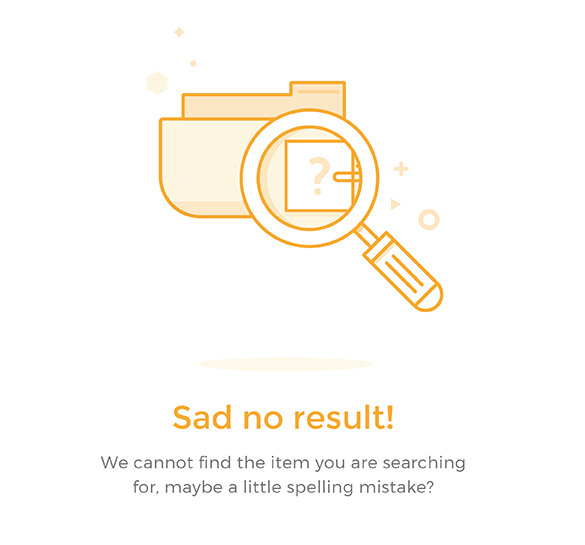 ?
Sad no result!
We cannot find the item you are searching
for, maybe a little spelling mistake?